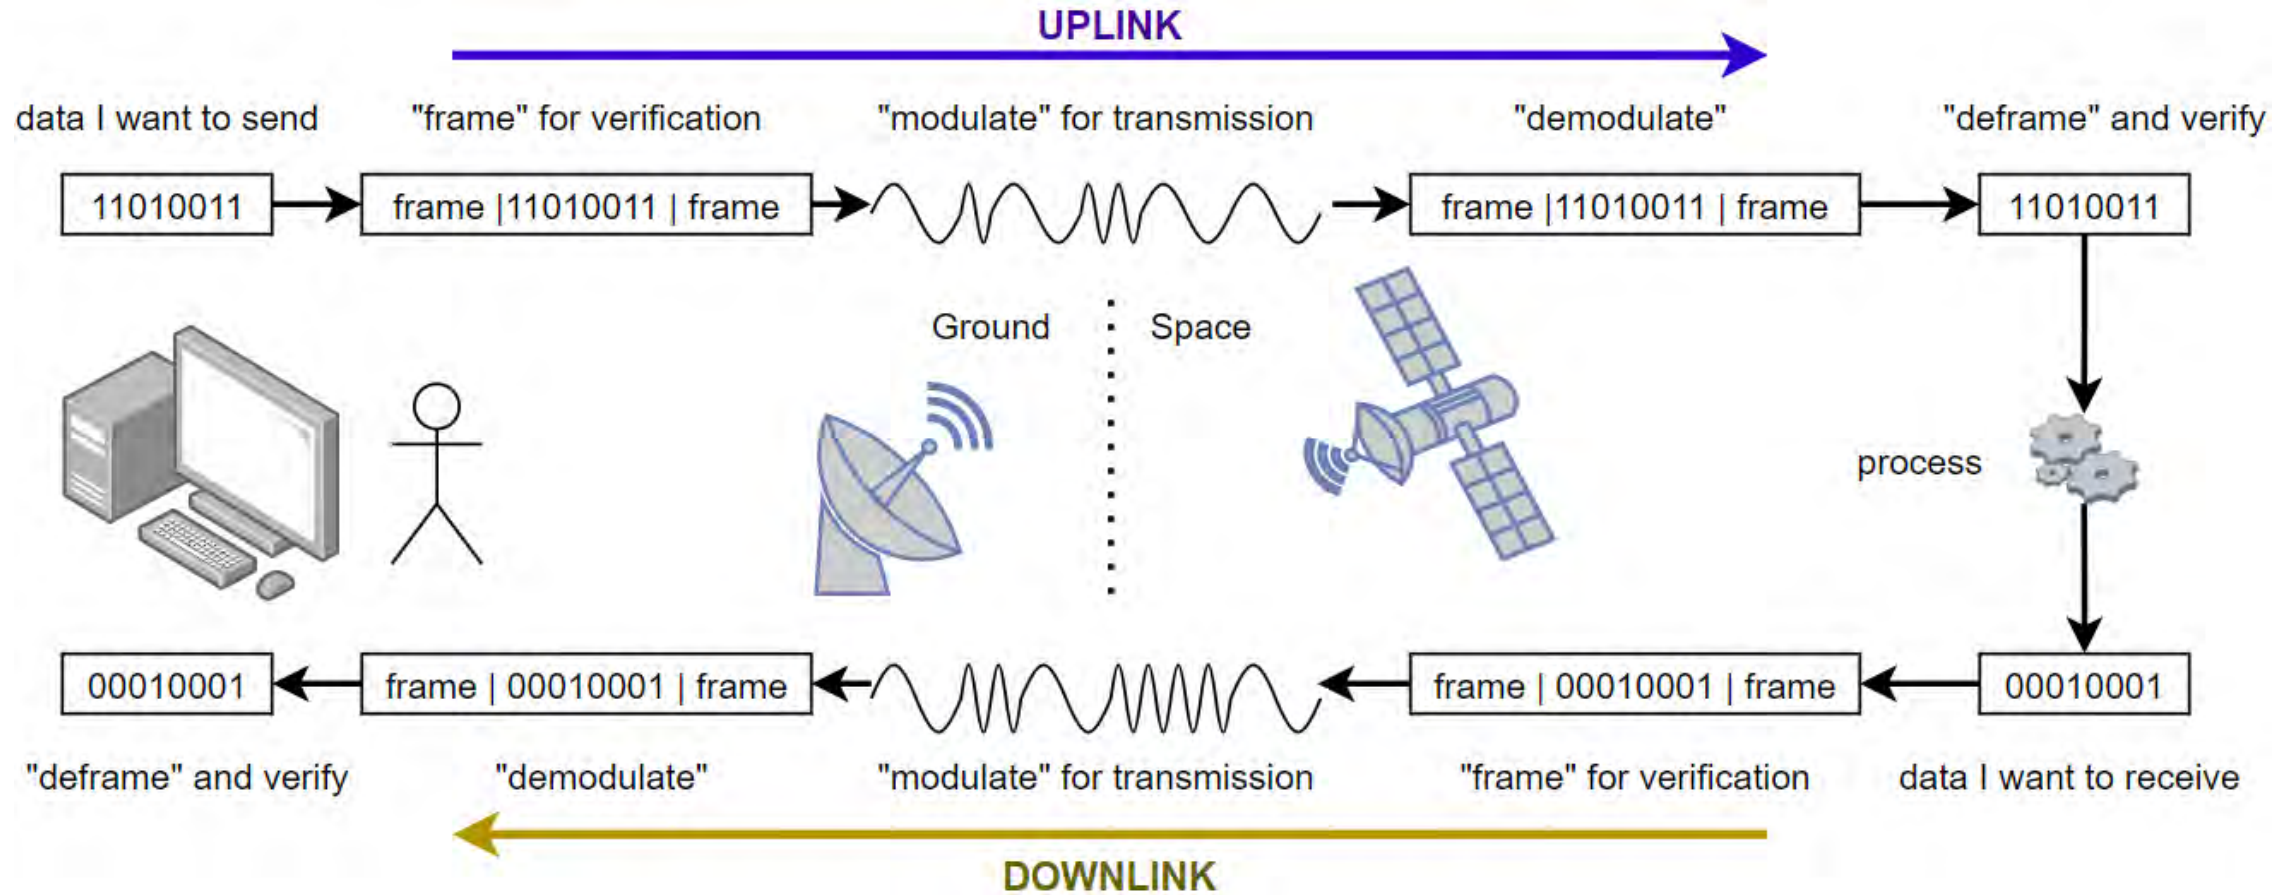 UPLINK
data I want to send
"frame" for verification
"modulate" for transmission
"demodulate"
"deframe" and verify
11010011
frame |11010011 | frame
frame |11010011 | frame
11010011
Ground
Space
process
00010001
frame | 00010001 | frame
frame | 00010001 | frame
00010001
"deframe" and verify
"demodulate"
"modulate" for transmission
"frame" for verification
data I want to receive
DOWNLINK